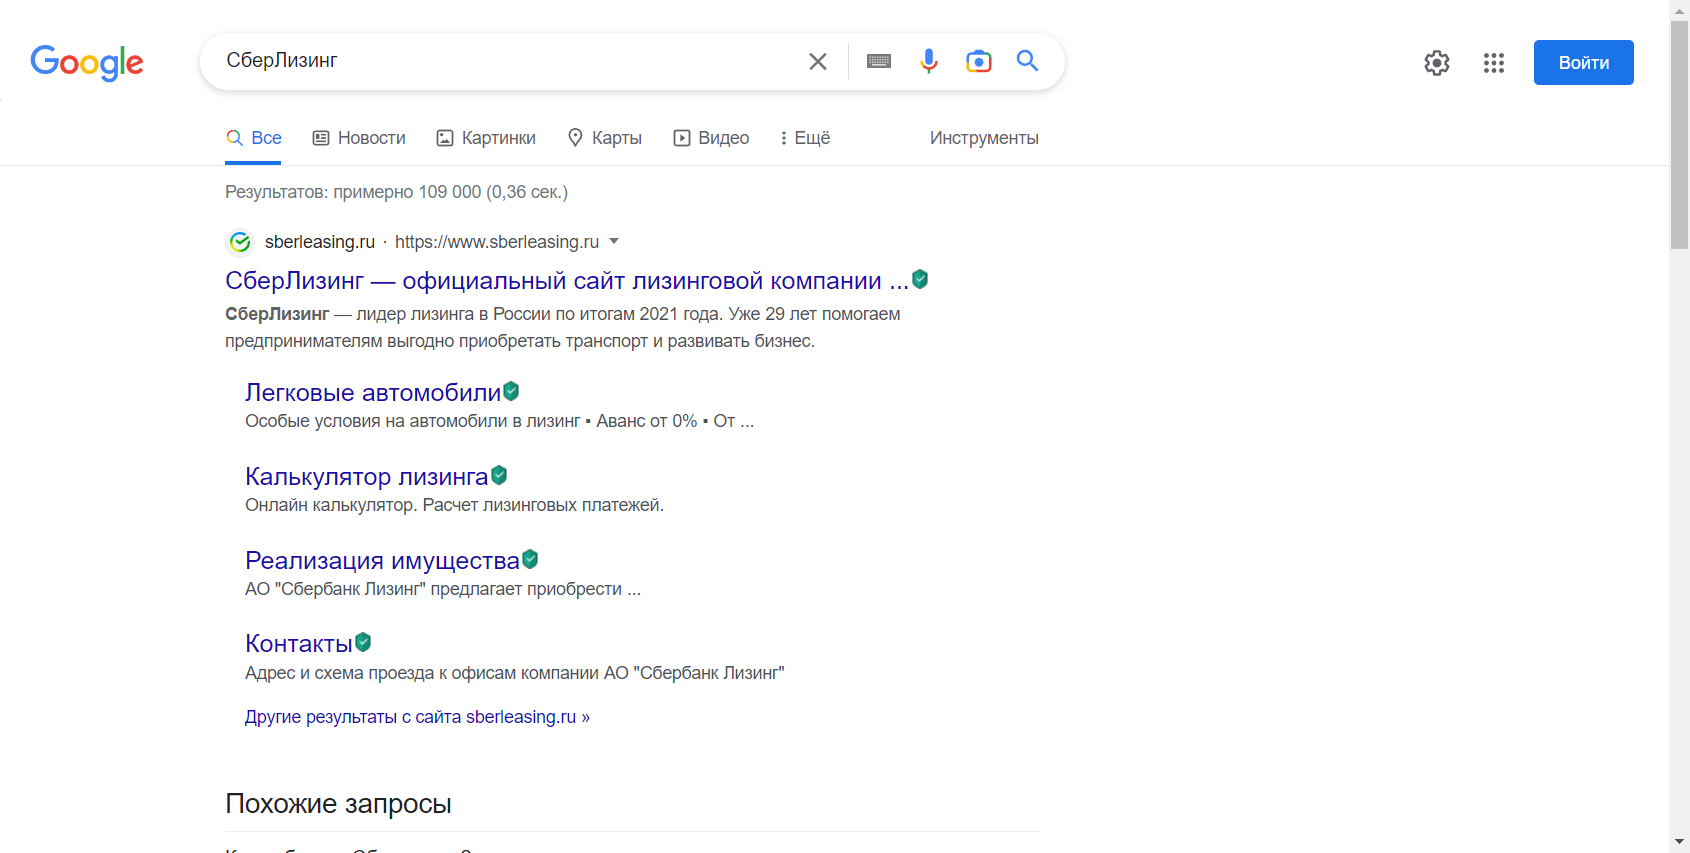 Google
СберЛизинг
Войти
Все
Новости
Картинки
Карты
Видео
Ещё
Инструменты
Результатов: примерно 109 000 (0,36 сек.)
sberleasing.ru · https://www.sberleasing.ru
СберЛизинг — официальный сайт лизинговой компании ...
СберЛизинг — лидер лизинга в России по итогам 2021 года. Уже 29 лет помогаем
предпринимателям выгодно приобретать транспорт и развивать бизнес.
Легковые автомобили
Особые условия на автомобили в лизинг ▪ Аванс от 0% ▪ От ...
Калькулятор лизинга
Онлайн калькулятор. Расчет лизинговых платежей.
Реализация имущества
АО "Сбербанк Лизинг" предлагает приобрести ...
Контакты
Адрес и схема проезда к офисам компании АО "Сбербанк Лизинг"
Другие результаты с сайта sberleasing.ru »
Похожие запросы